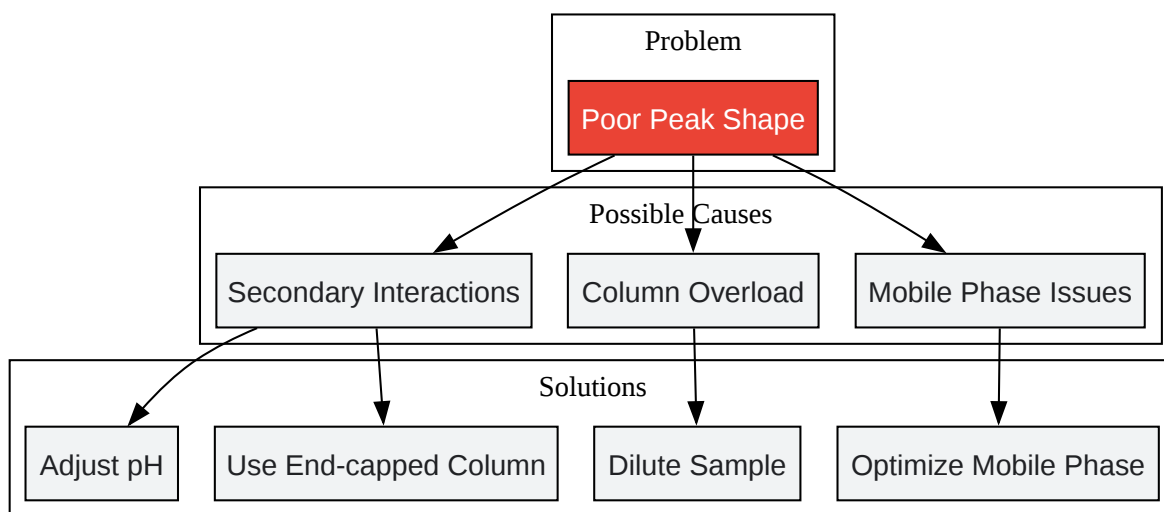 Problem
Poor Peak Shape
Possible Causes
Secondary Interactions
Column Overload
Mobile Phase Issues
Solutions
Adjust pH
Use End-capped Column
Dilute Sample
Optimize Mobile Phase